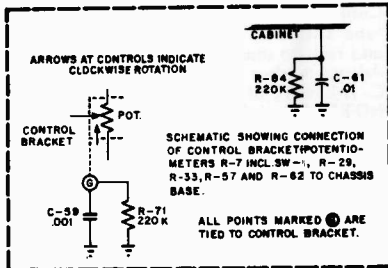 CABINET
ARROWS AT CONTROLS INDICATE
CLOCKWISE ROTATION
R-84
220K
C-61
.01
POT.
CONTROL
BRACKET
SCHEMATIC SHOWING CONNECTION
OF CONTROL BRACKET(POTENTIO-
METERS R-7 INCL.SW-1, R-29,
R-33,R-57 AND R-62 TO CHASSIS
BASE.
G
C-59
.001
R-71
220K
ALL POINTS MARKED G ARE
TIED TO CONTROL BRACKET.